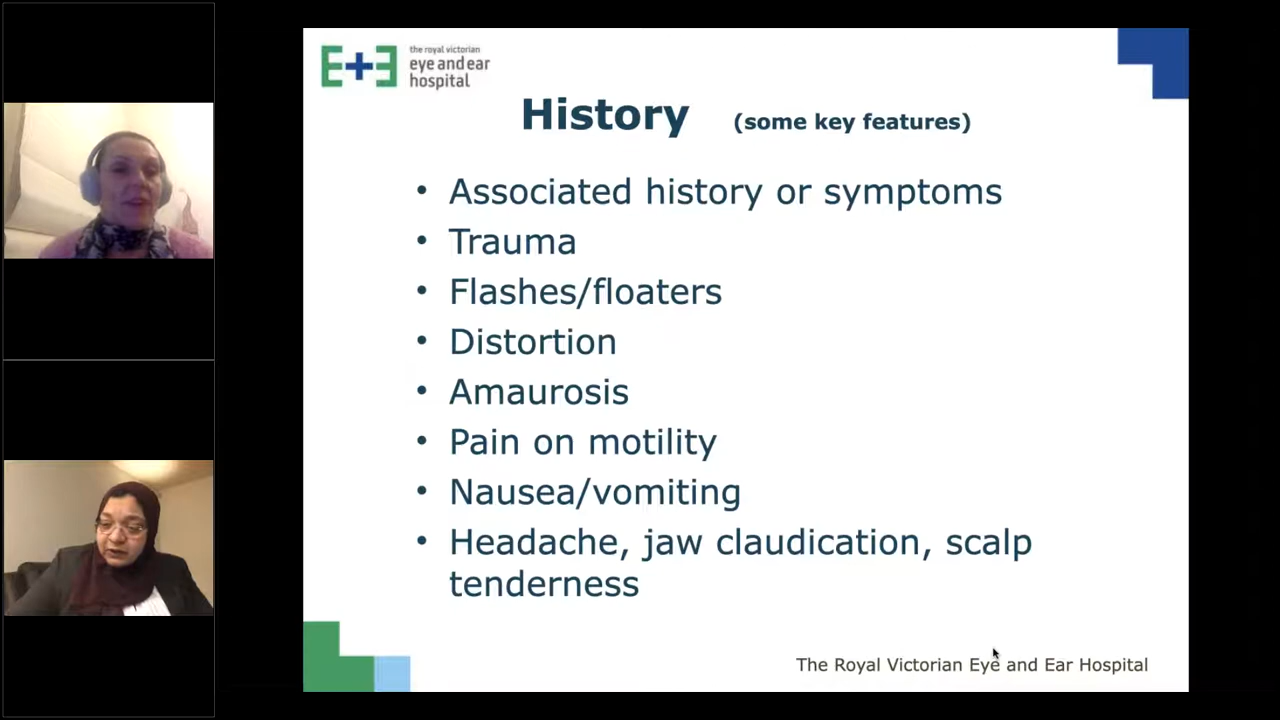 the royal victorian
eye and ear
hospital
History (some key features)
• Associated history or symptoms
• Trauma
• Flashes/floaters
• Distortion
• Amaurosis
• Pain on motility
• Nausea/vomiting
• Headache, jaw claudication, scalp
tenderness
The Royal Victorian Eye and Ear Hospital